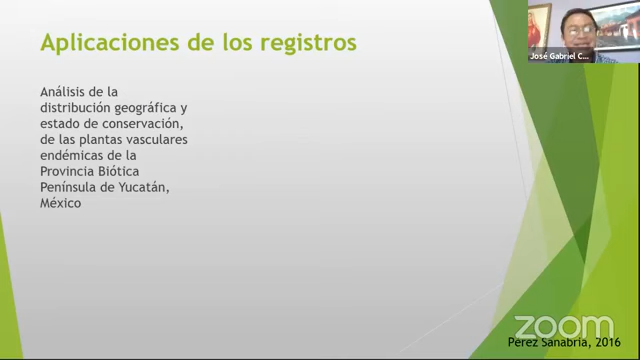 Aplicaciones de los registros
José Gabriel C...
Análisis de la
distribución geográfica y
estado de conservación,
de las plantas vasculares
endémicas de la
Provincia Biótica
Península de Yucatán,
México
zoom
Pérez Sanabria, 2016